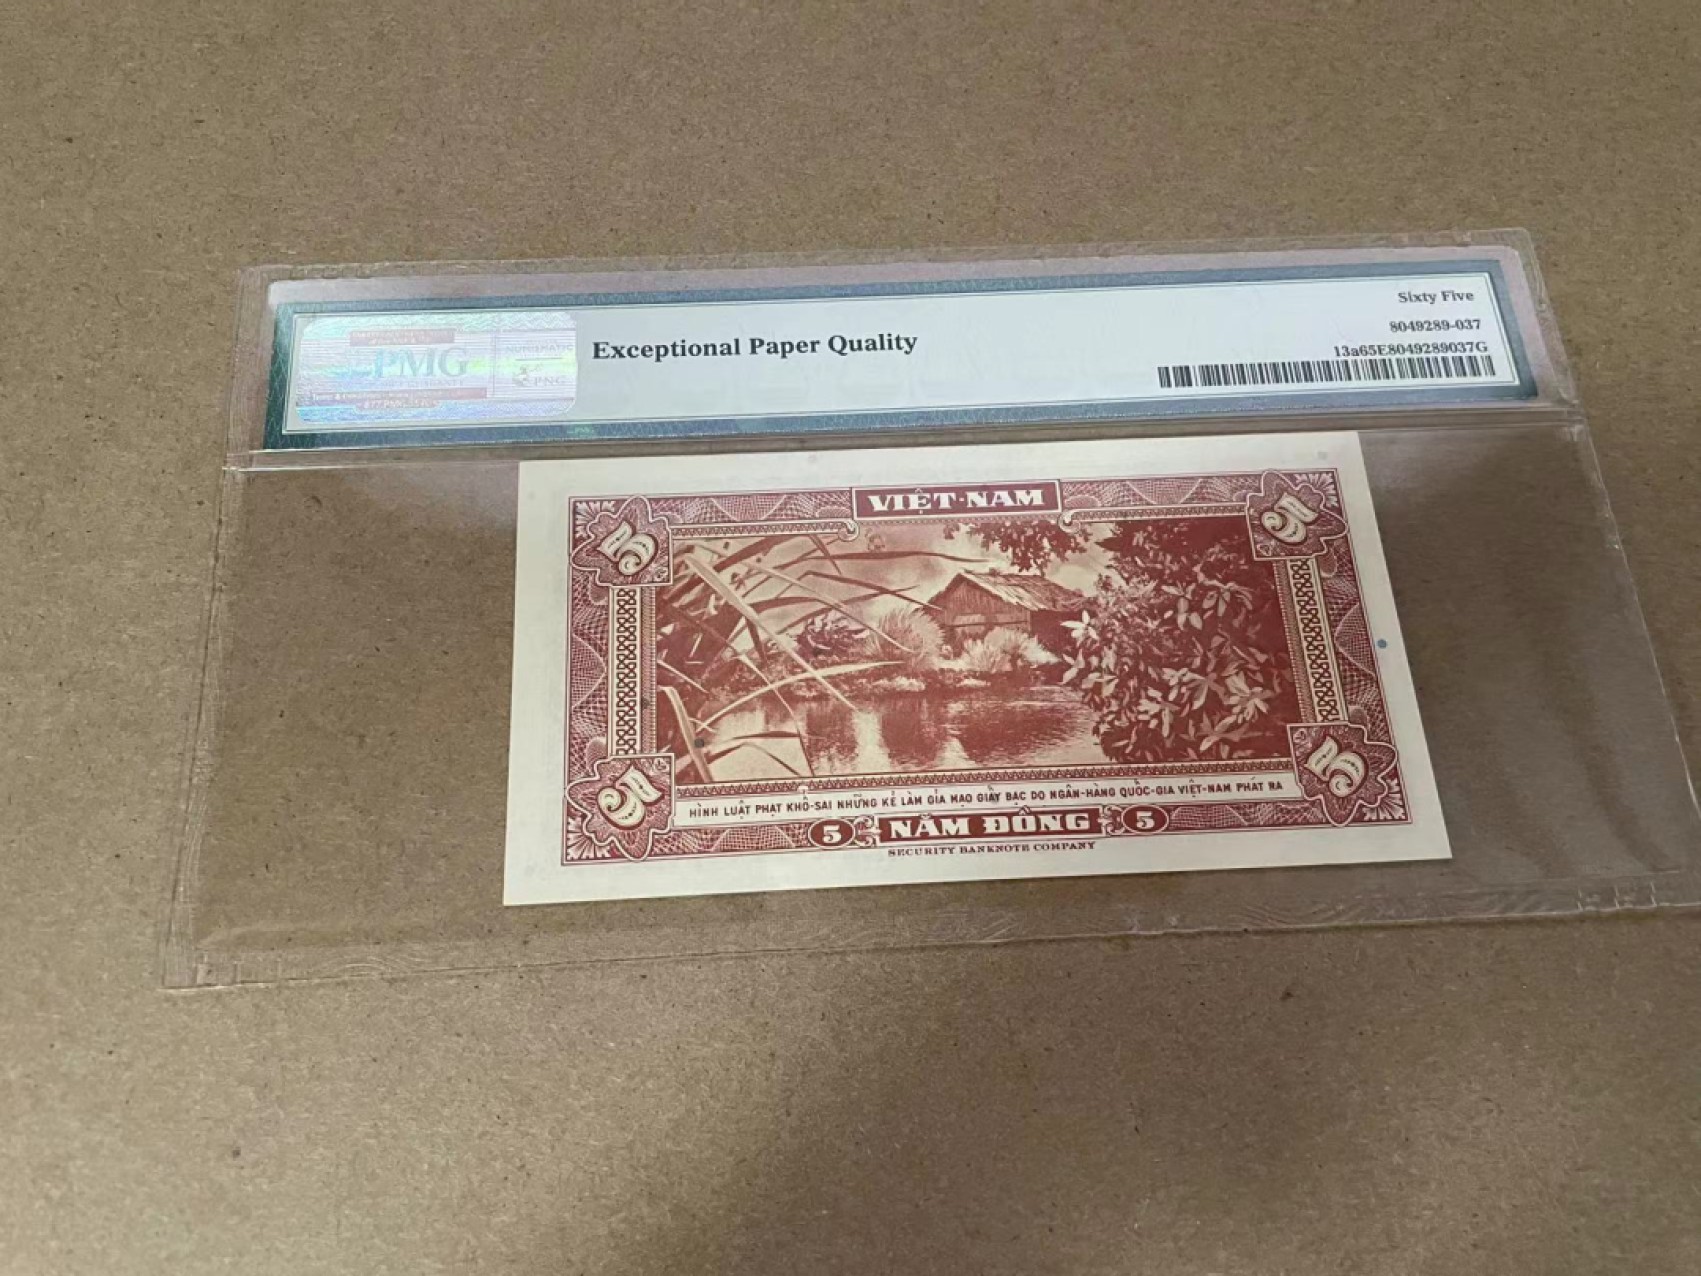 PMG
NUMISMATIC
PNG
Exceptional Paper Quality
Sixty Five
8049289-037
13a65E8049289037G
VIỆT-NAM
5
5
5
5
HÌNH LUẬT PHẠT KHỔ-SAI NHỮNG KẺ LÀM GIẢ MẠO GIẤY BẠC DO NGÂN-HÀNG QUỐC-GIA VIỆT-NAM PHÁT RA
5 NĂM ĐỒNG 5
SECURITY BANKNOTE COMPANY